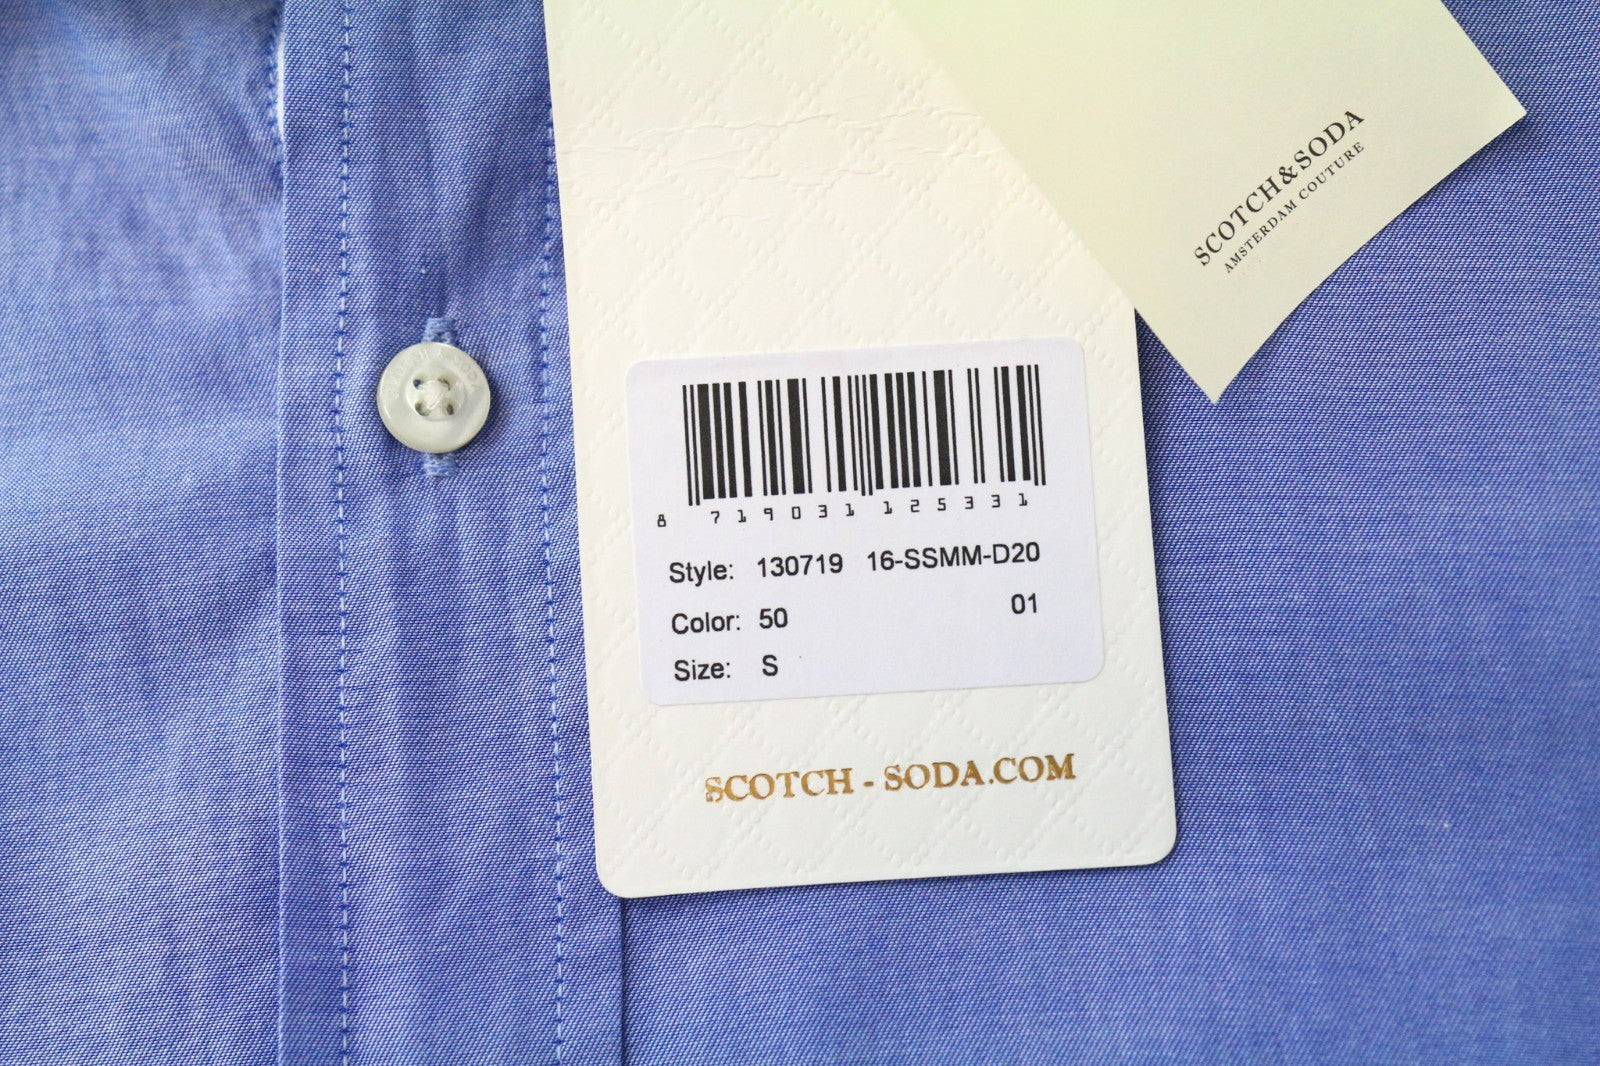 SCOTCH&SODA
AMSTERDAM COUTURE
8 719031 125331
Style: 130719 16-SSMM-D20
Color: 50 01
Size: S
SCOTCH - SODA.COM